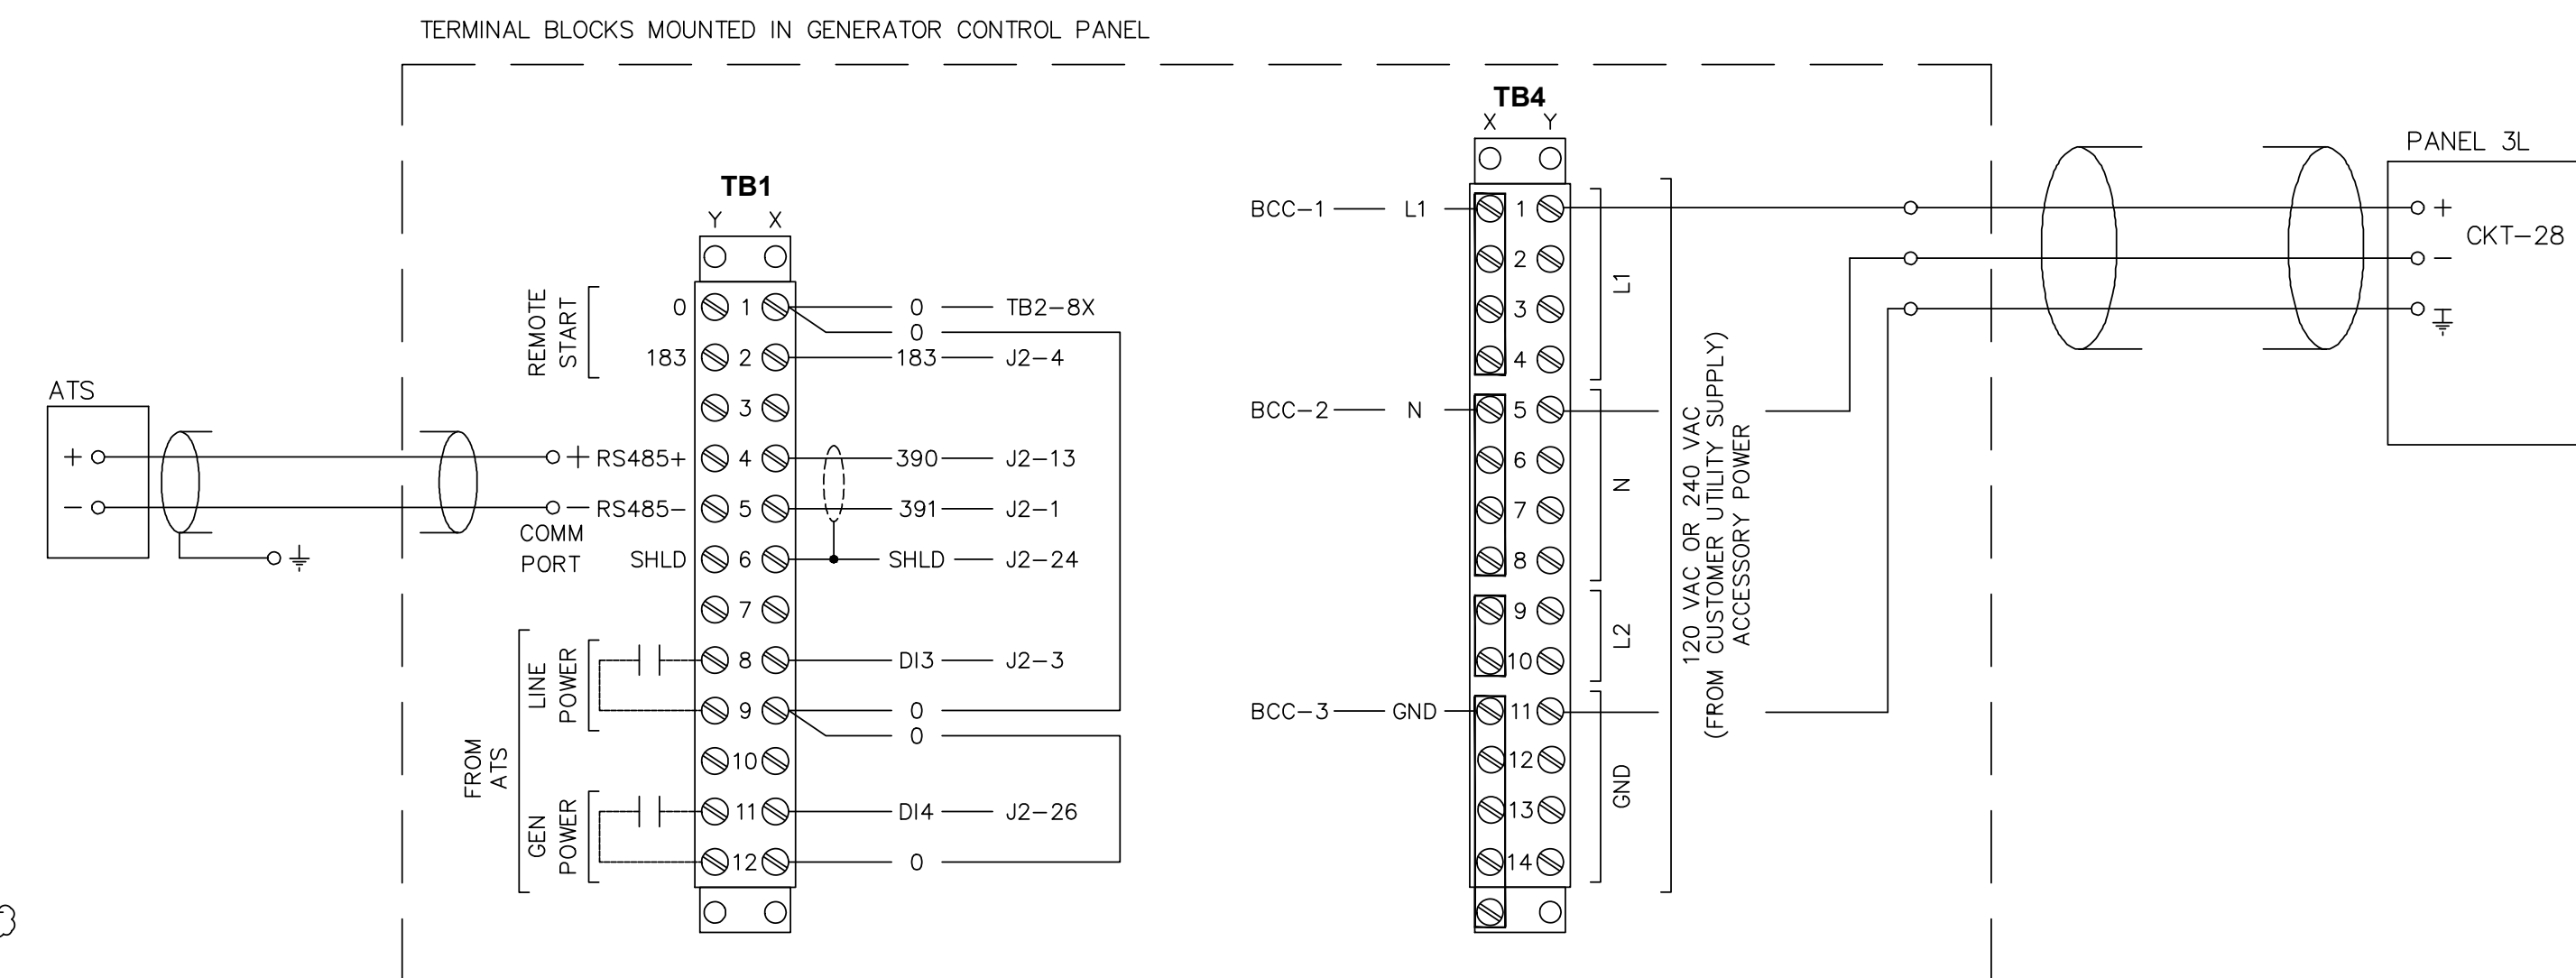 TERMINAL BLOCKS MOUNTED IN GENERATOR CONTROL PANEL
ATS
+
−
REMOTE
START
TB1
Y X
0 1 0 TB2−8X
0
183 2 183 J2−4
3
+ RS485+ 4 390 J2−13
− RS485− 5 391 J2−1
COMM
PORT
SHLD 6 SHLD J2−24
7
FROM
ATS
LINE
POWER
8 DI3 J2−3
9 0
0
10
GEN
POWER
11 DI4 J2−26
12 0
TB4
X Y
BCC−1 L1 1
2
3
4
L1
BCC−2 N 5
6
7
8
N
9
10
L2
BCC−3 GND 11
12
13
14
GND
120 VAC OR 240 VAC
(FROM CUSTOMER UTILITY SUPPLY)
ACCESSORY POWER
PANEL 3L
+
CKT−28
−